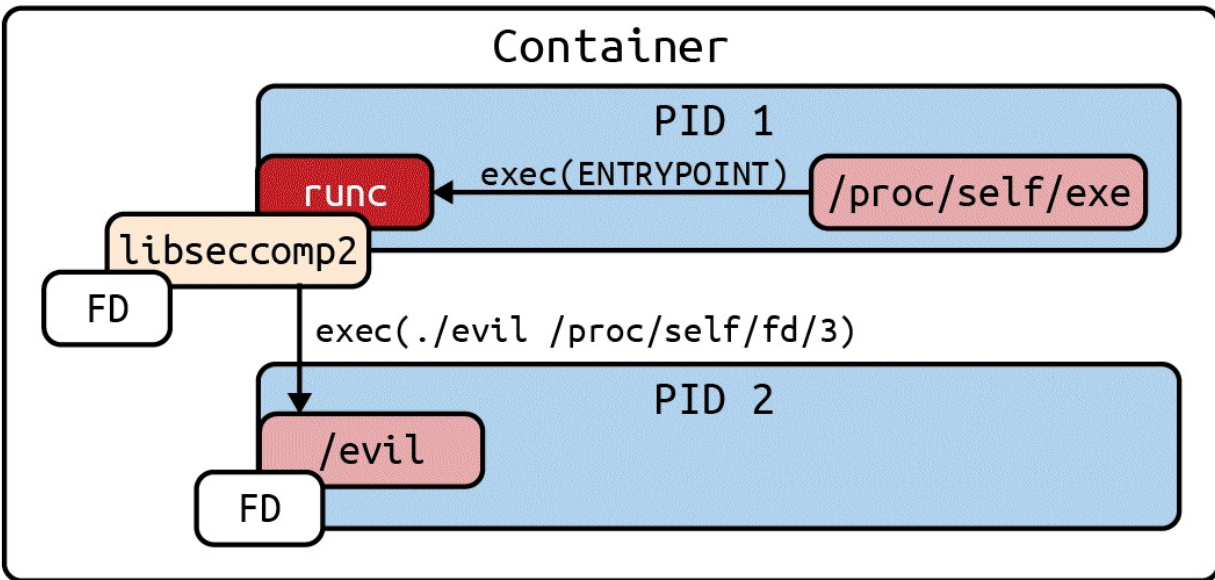 Container
PID 1
exec(ENTRYPOINT)
runc
/proc/self/exe
libseccomp2
FD
exec(./evil /proc/self/fd/3)
PID 2
/evil
FD